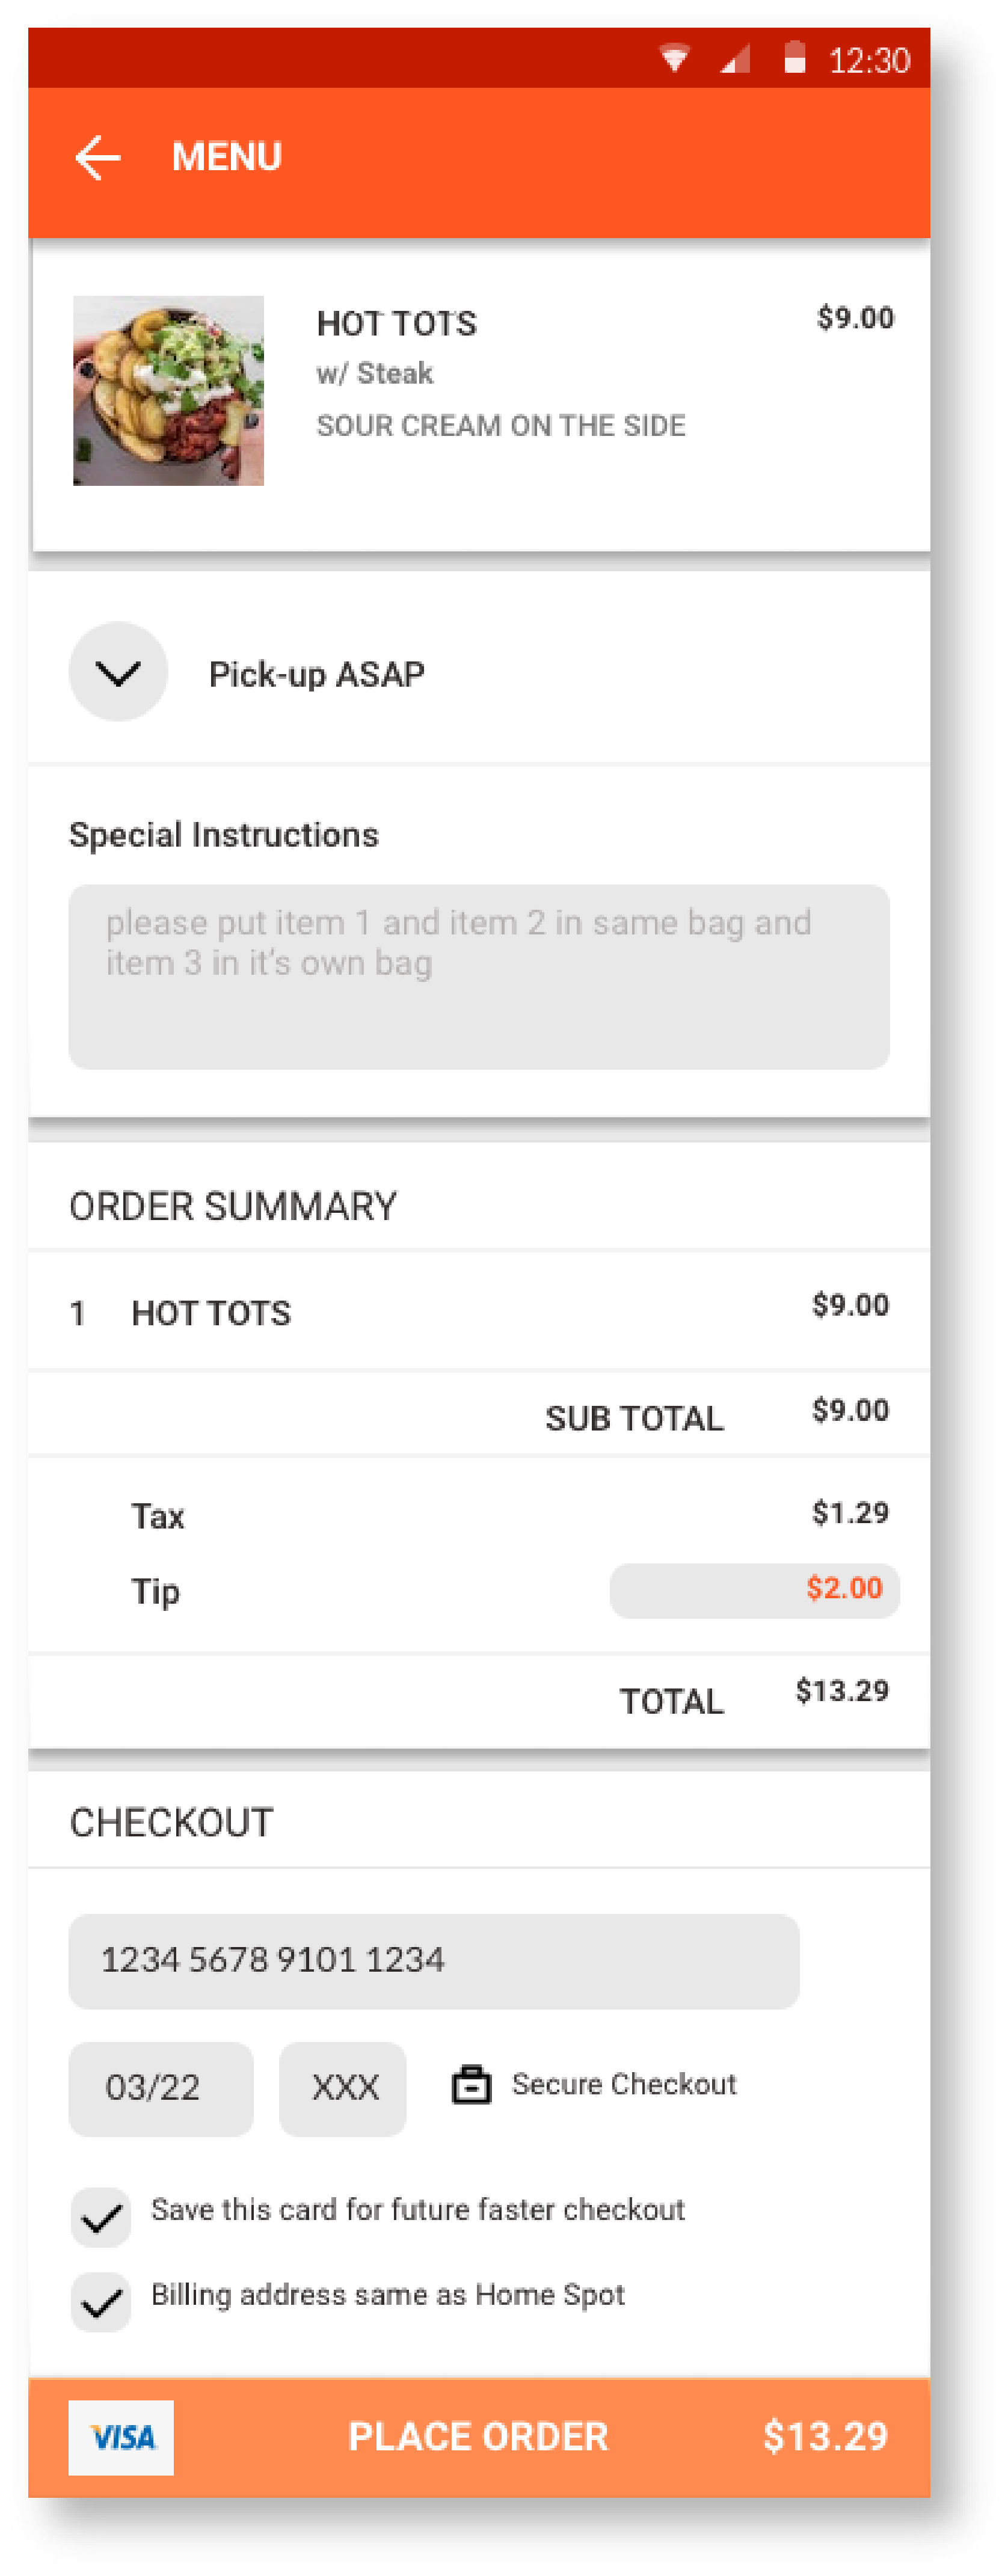 12:30
MENU
HOT TOTS $9.00
w/ Steak
SOUR CREAM ON THE SIDE
Pick-up ASAP
Special Instructions
please put item 1 and item 2 in same bag and
item 3 in it's own bag
ORDER SUMMARY
1 HOT TOTS $9.00
SUB TOTAL $9.00
Tax $1.29
Tip $2.00
TOTAL $13.29
CHECKOUT
1234 5678 9101 1234
03/22 XXX Secure Checkout
Save this card for future faster checkout
Billing address same as Home Spot
VISA PLACE ORDER $13.29